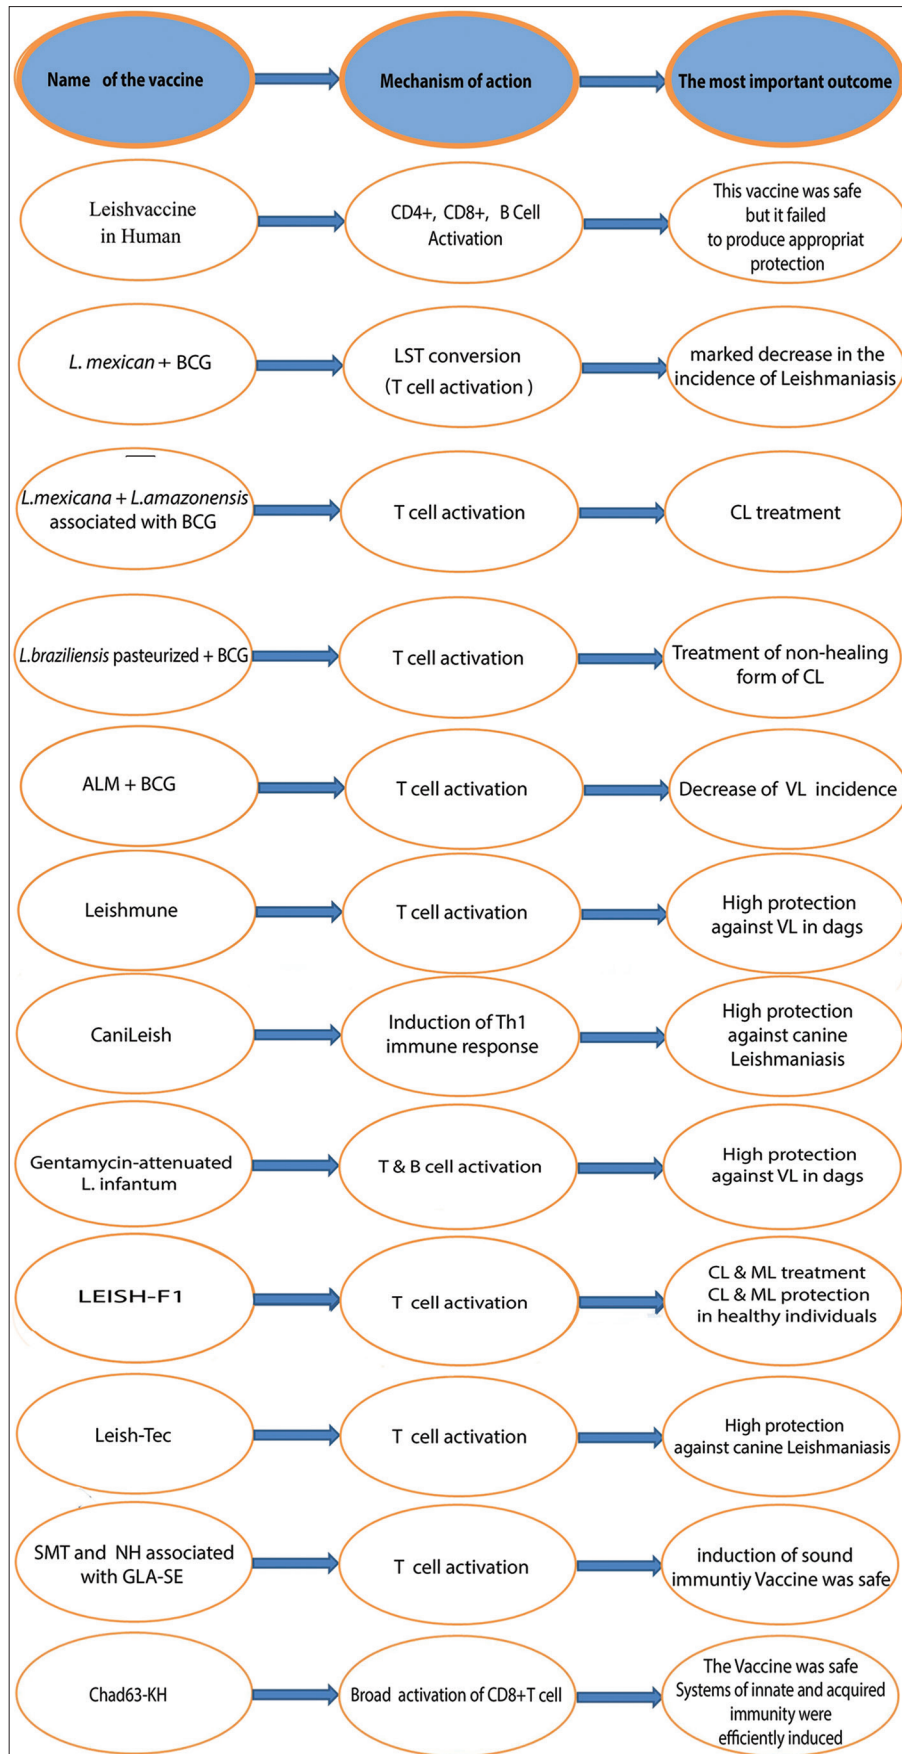 Name of the vaccine
Mechanism of action
The most important outcome
Leishvaccine
in Human
CD4+, CD8+, B Cell
Activation
This vaccine was safe
but it failed
to produce appropriat
protection
L. mexican + BCG
LST conversion
(T cell activation )
marked decrease in the
incidence of Leishmaniasis
L.mexicana + L.amazonensis
associated with BCG
T cell activation
CL treatment
L.braziliensis pasteurized + BCG
T cell activation
Treatment of non-healing
form of CL
ALM + BCG
T cell activation
Decrease of VL incidence
Leishmune
T cell activation
High protection
against VL in dags
CaniLeish
Induction of Th1
immune response
High protection
against canine
Leishmaniasis
Gentamycin-attenuated
L. infantum
T & B cell activation
High protection
against VL in dags
LEISH-F1
T cell activation
CL & ML treatment
CL & ML protection
in healthy individuals
Leish-Tec
T cell activation
High protection
against canine Leishmaniasis
SMT and NH associated
with GLA-SE
T cell activation
induction of sound
immuntiy Vaccine was safe
Chad63-KH
Broad activation of CD8+T cell
The Vaccine was safe
Systems of innate and acquired
immunity were
efficiently induced